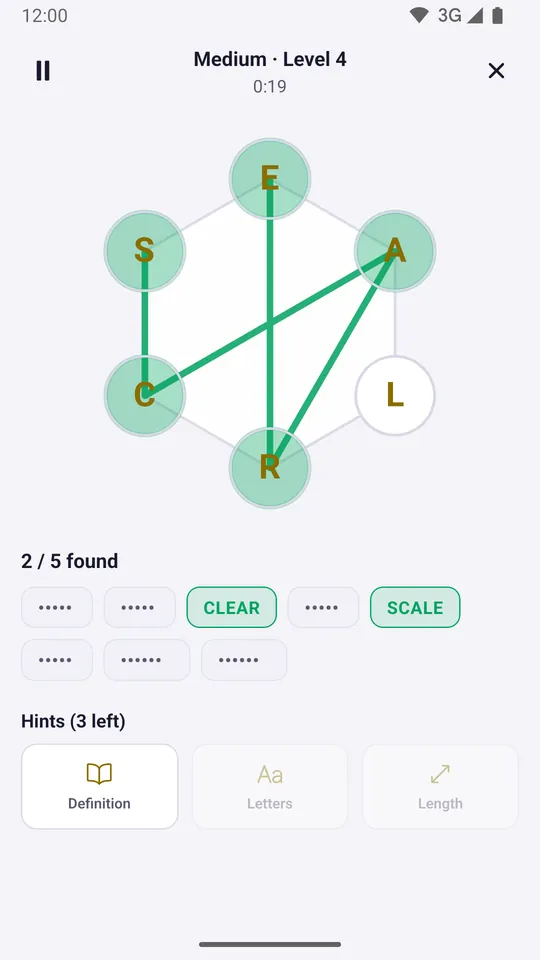 12:00
3G
Medium · Level 4
0:19
E
S
A
C
L
R
2 / 5 found
••••• ••••• CLEAR ••••• SCALE
••••• •••••• ••••••
Hints (3 left)
Aa
Definition
Letters
Length